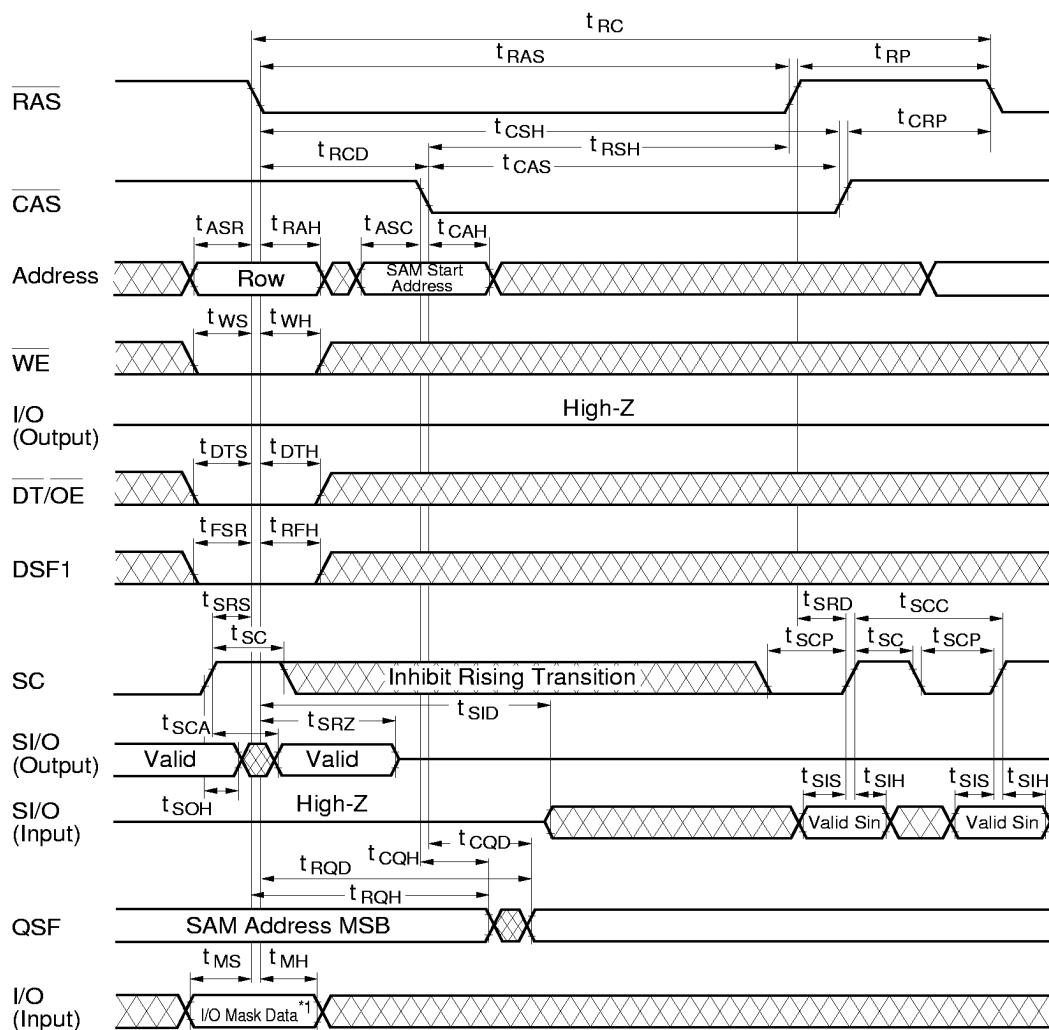 t RC
t RAS
t RP
RAS
t CSH
t CRP
t RCD
t RSH
t CAS
CAS
t ASR
t RAH
t ASC
t CAH
Address
Row
SAM Start
Address
t WS
t WH
WE
I/O
(Output)
High-Z
t DTS
t DTH
DT/OE
t FSR
t RFH
DSF1
t SRS
t SRD
t SCC
t SC
t SCP
t SC
t SCP
SC
Inhibit Rising Transition
t SID
t SCA
t SRZ
SI/O
(Output)
Valid
Valid
t SIS
t SIH
t SIS
t SIH
t SOH
High-Z
SI/O
(Input)
Valid Sin
Valid Sin
t CQH
t CQD
t RQD
t RQH
QSF
SAM Address MSB
t MS
t MH
I/O
(Input)
I/O Mask Data*1